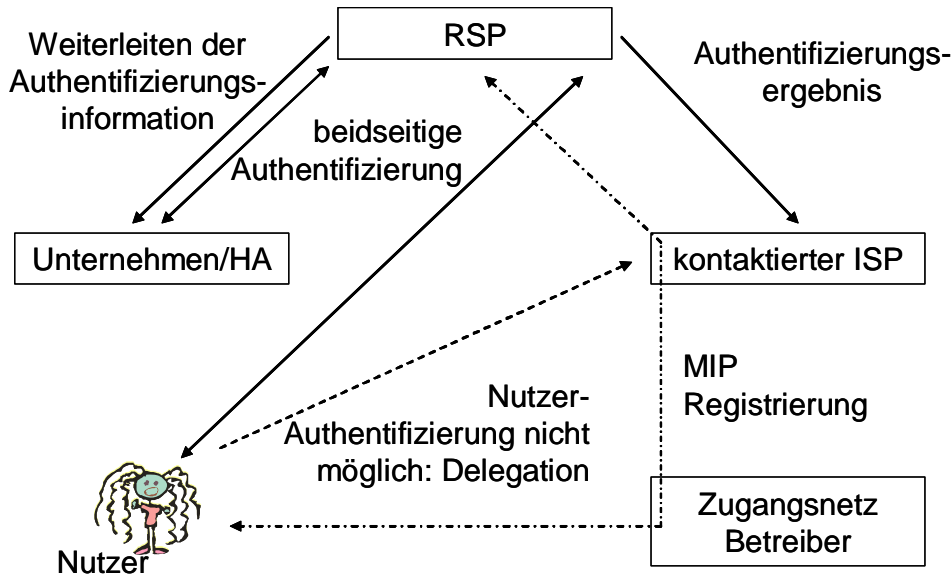 RSP
Weiterleiten der
Authentifizierungs-
information
Authentifizierungs-
ergebnis
beidseitige
Authentifizierung
Unternehmen/HA
kontaktierter ISP
MIP
Registrierung
Nutzer-
Authentifizierung nicht
möglich: Delegation
Zugangsnetz
Betreiber
Nutzer